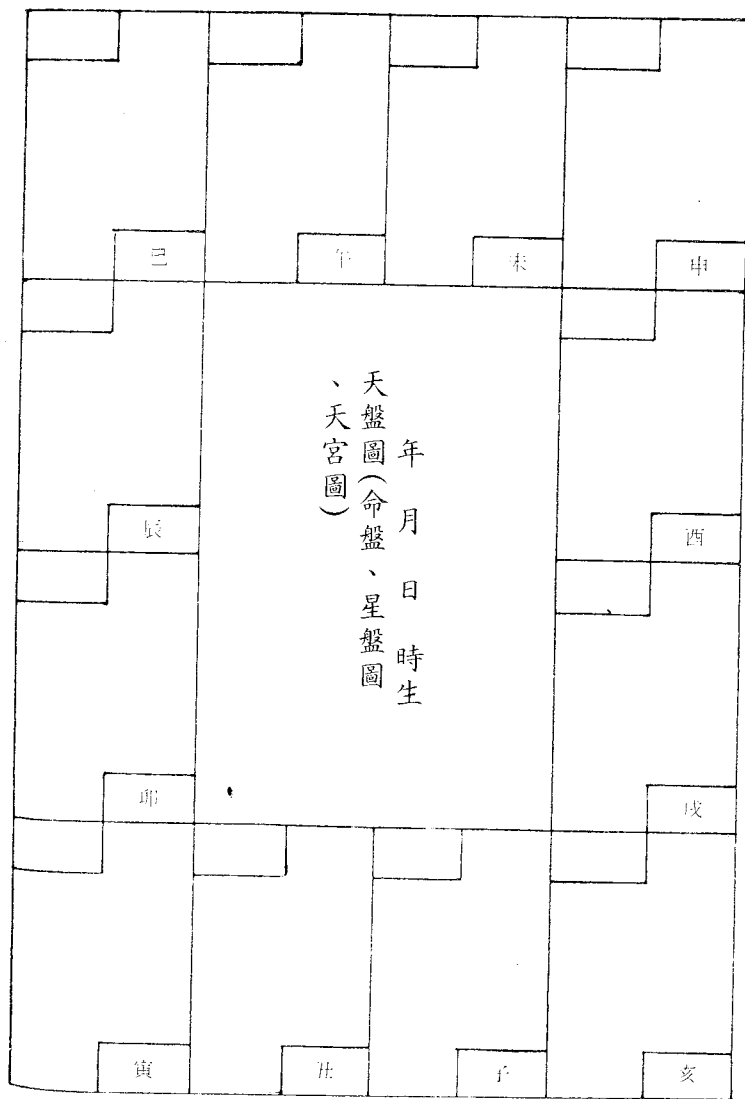 巳
午
未
申
年 月 日 時生
天盤圖(命盤、星盤圖
、天宮圖)
辰
酉
卯
戌
寅
丑
子
亥